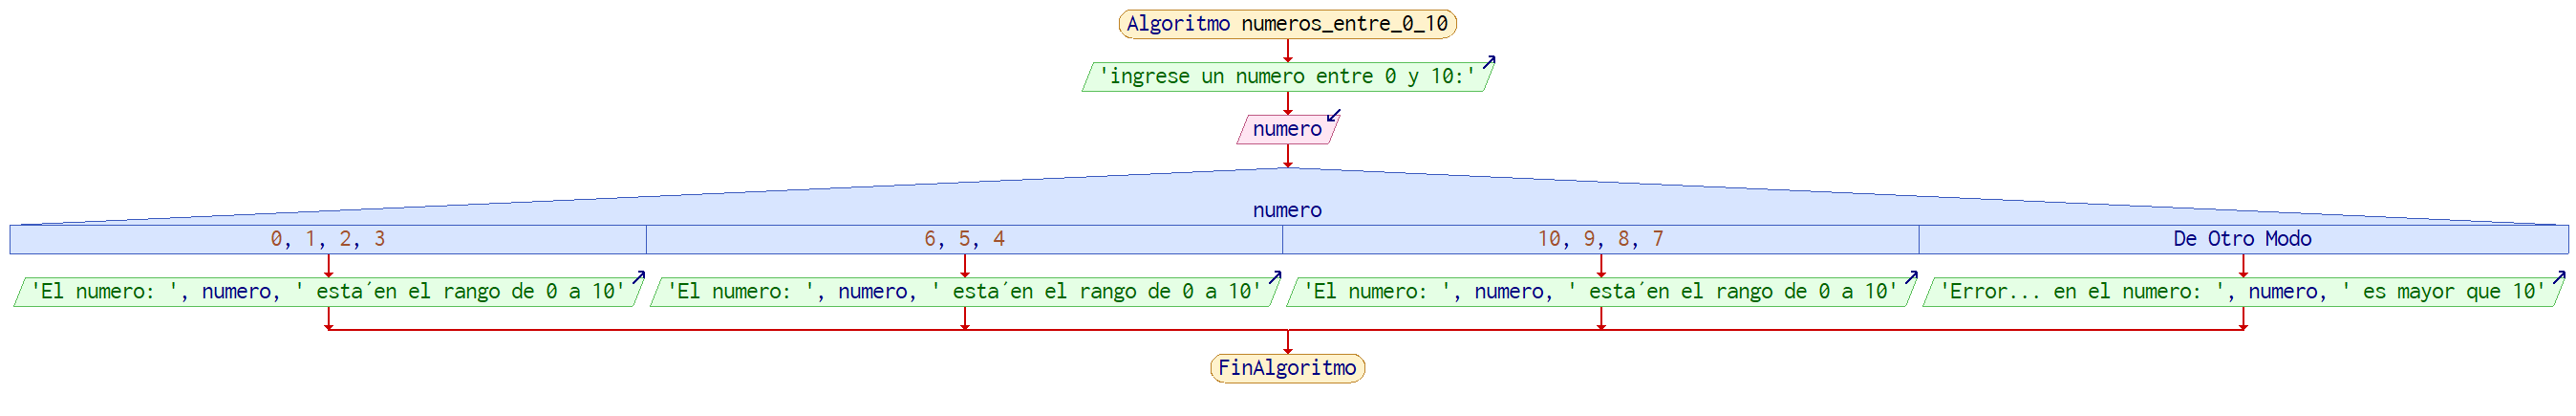 Algoritmo numeros_entre_0_10
'ingrese un numero entre 0 y 10:'
numero
numero
0, 1, 2, 3
6, 5, 4
10, 9, 8, 7
De Otro Modo
'El numero: ', numero, ' esta´en el rango de 0 a 10'
'El numero: ', numero, ' esta´en el rango de 0 a 10'
'El numero: ', numero, ' esta´en el rango de 0 a 10'
'Error... en el numero: ', numero, ' es mayor que 10'
FinAlgoritmo